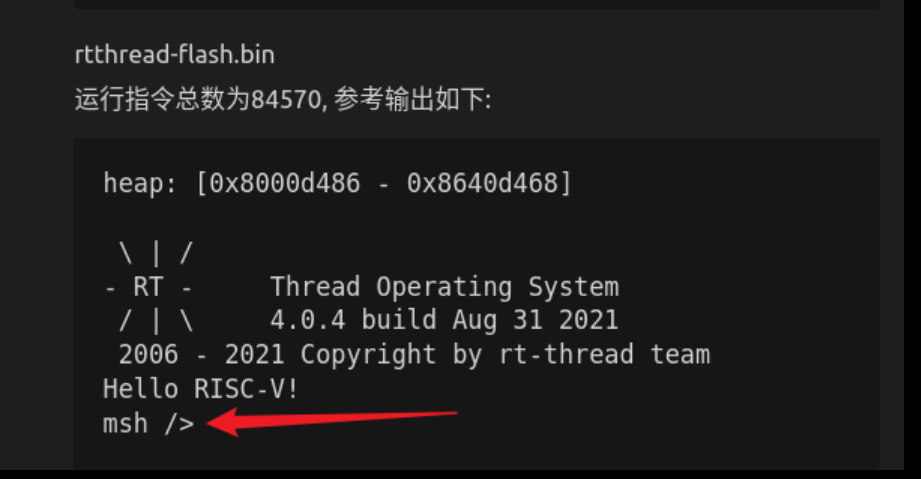 rtthread-flash.bin
运行指令总数为84570, 参考输出如下:
heap: [0x8000d486 - 0x8640d468]
 \ | /
- RT -     Thread Operating System
 / | \     4.0.4 build Aug 31 2021
 2006 - 2021 Copyright by rt-thread team
Hello RISC-V!
msh />